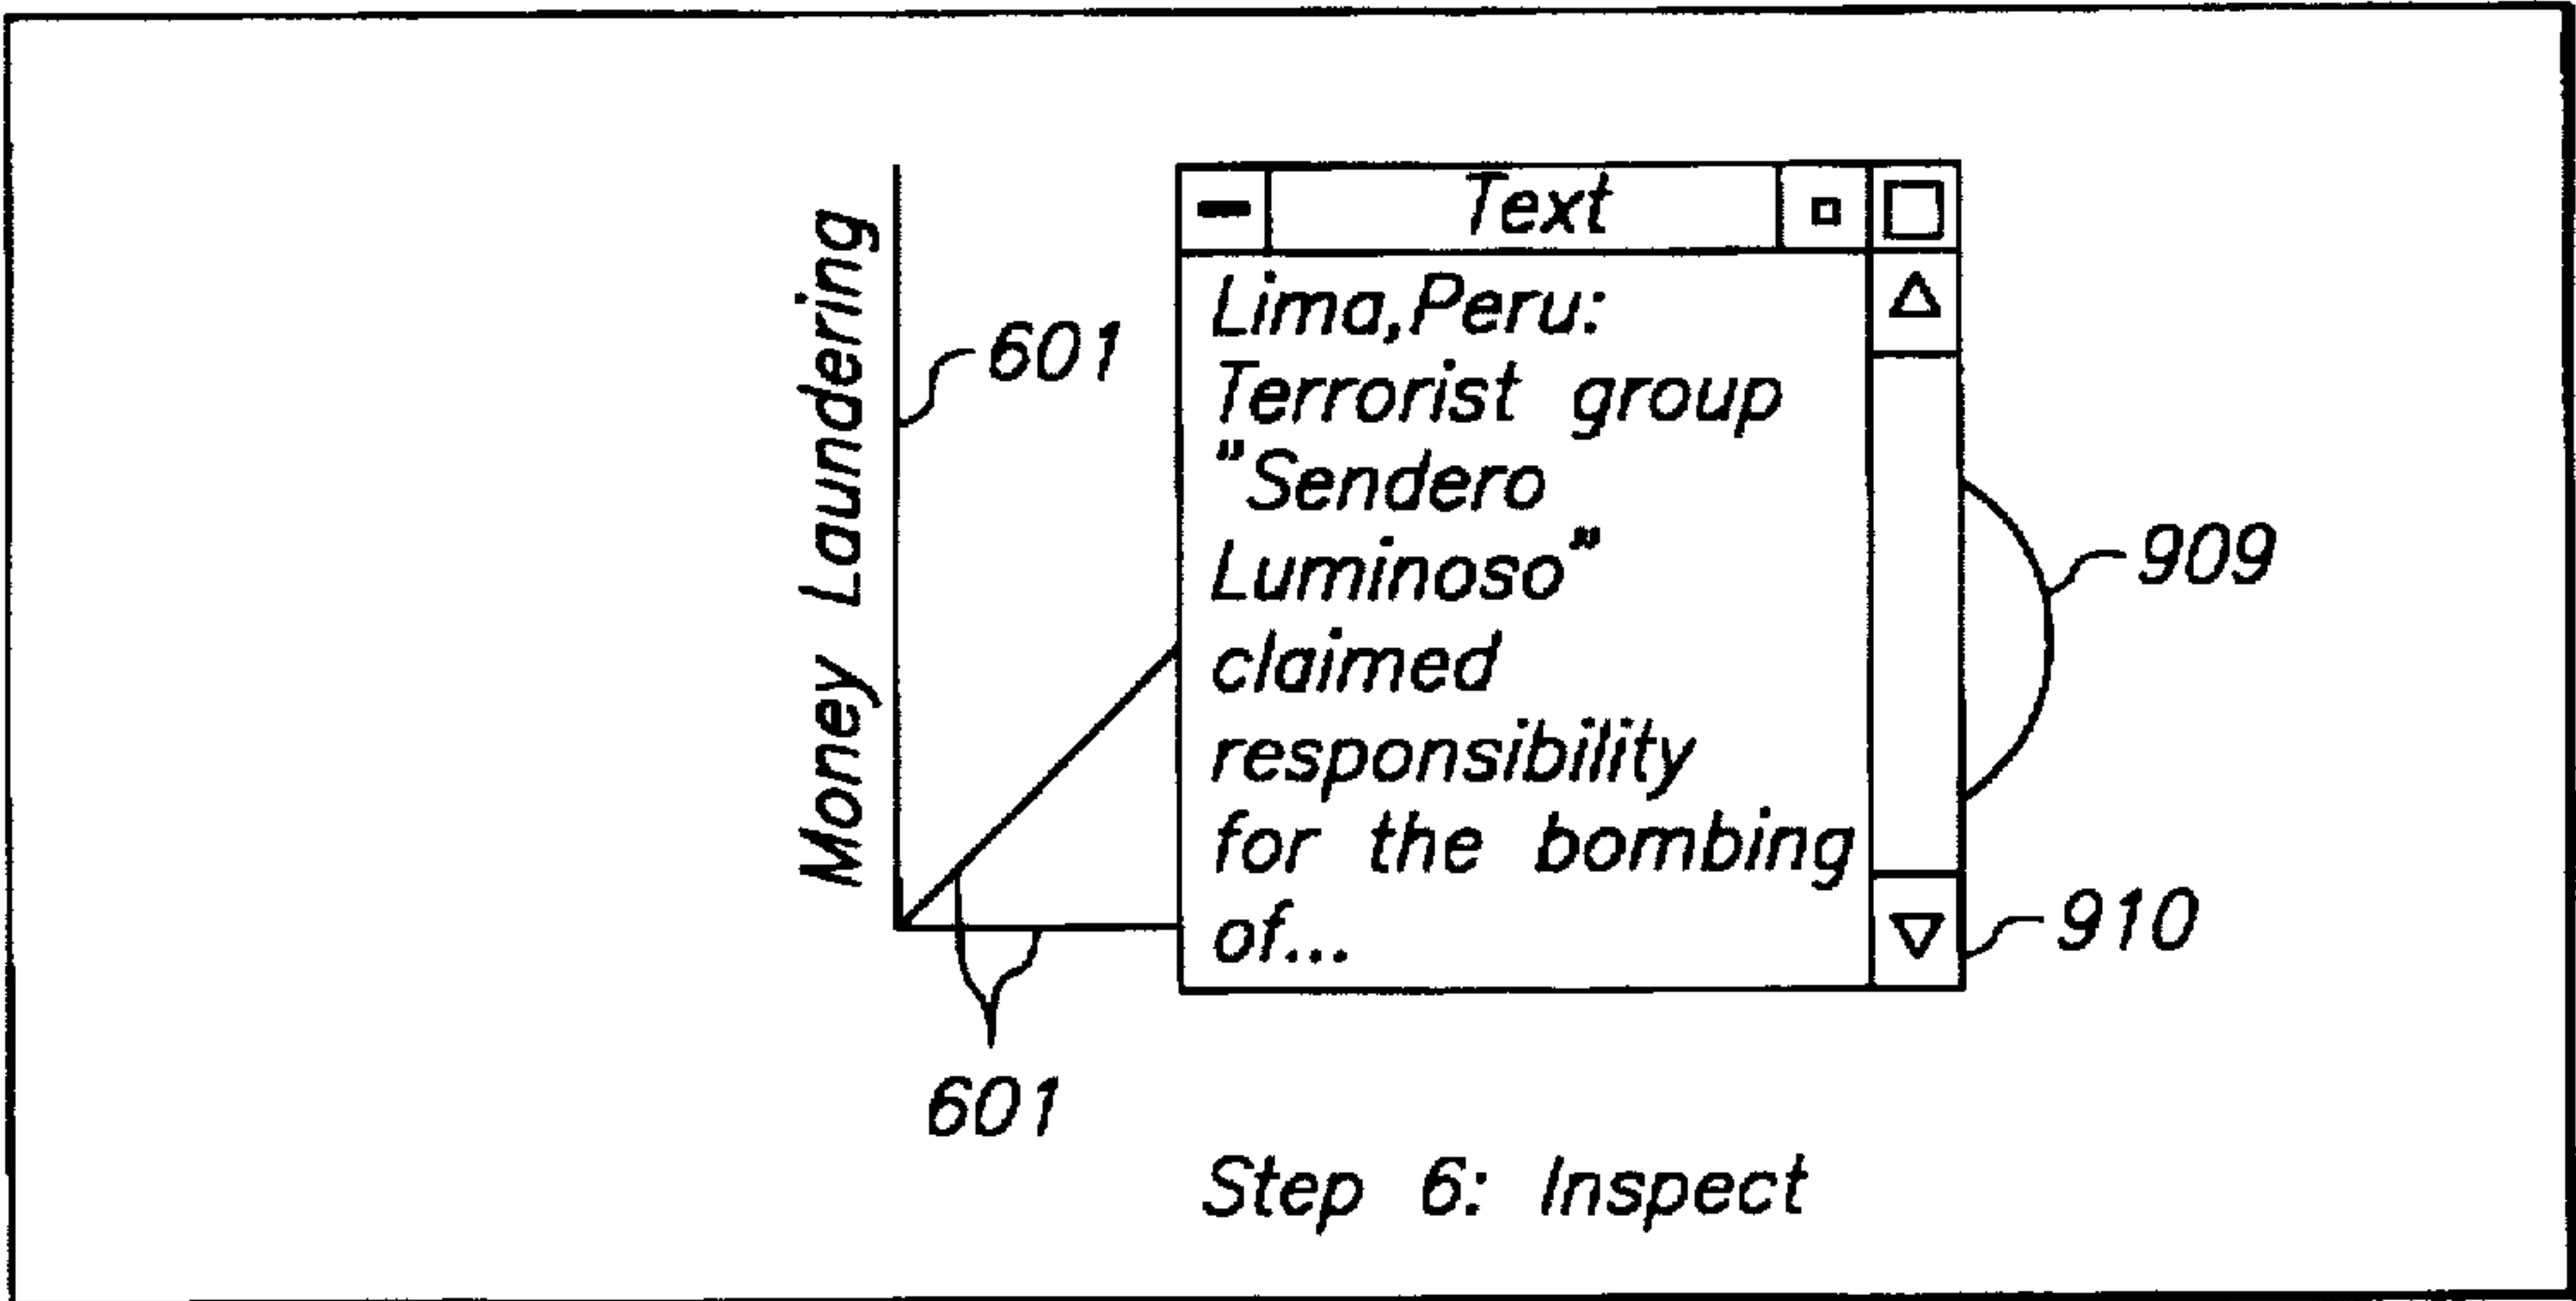 Money Laundering
601
Text
Lima,Peru:
Terrorist group
"Sendero
Luminoso"
claimed
responsibility
for the bombing
of...
909
910
601
Step 6: Inspect